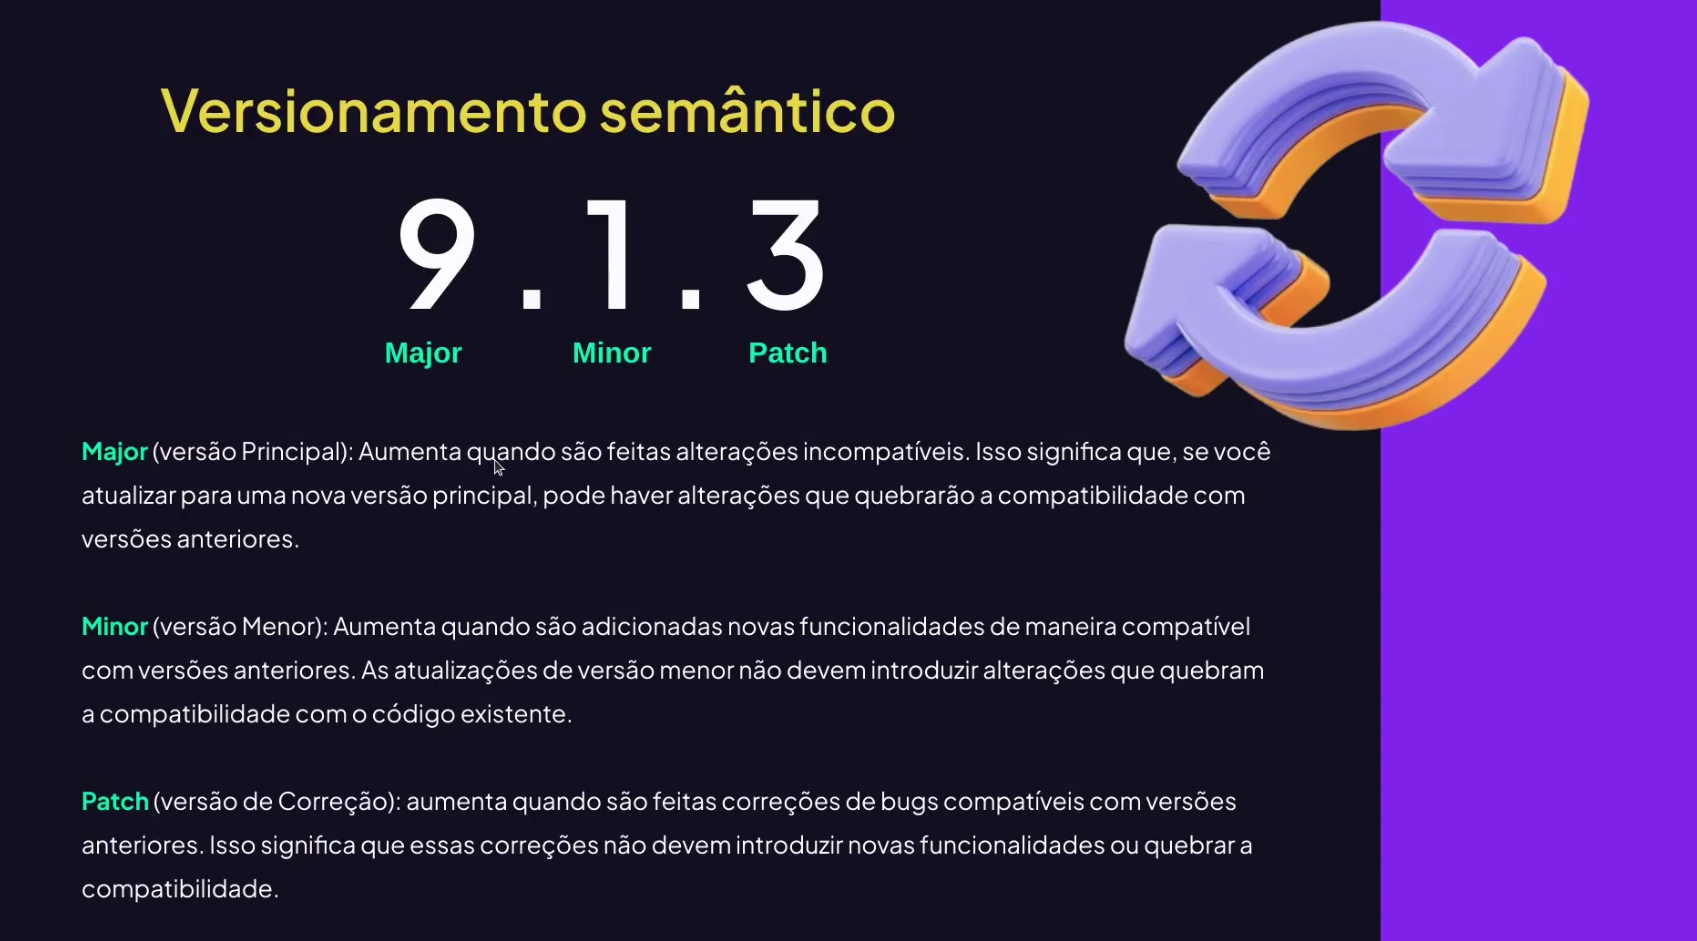 Versionamento semântico
9 . 1 . 3
Major Minor Patch
Major (versão Principal): Aumenta quando são feitas alterações incompatíveis. Isso significa que, se você
atualizar para uma nova versão principal, pode haver alterações que quebrarão a compatibilidade com
versões anteriores.
Minor (versão Menor): Aumenta quando são adicionadas novas funcionalidades de maneira compatível
com versões anteriores. As atualizações de versão menor não devem introduzir alterações que quebram
a compatibilidade com o código existente.
Patch (versão de Correção): aumenta quando são feitas correções de bugs compatíveis com versões
anteriores. Isso significa que essas correções não devem introduzir novas funcionalidades ou quebrar a
compatibilidade.